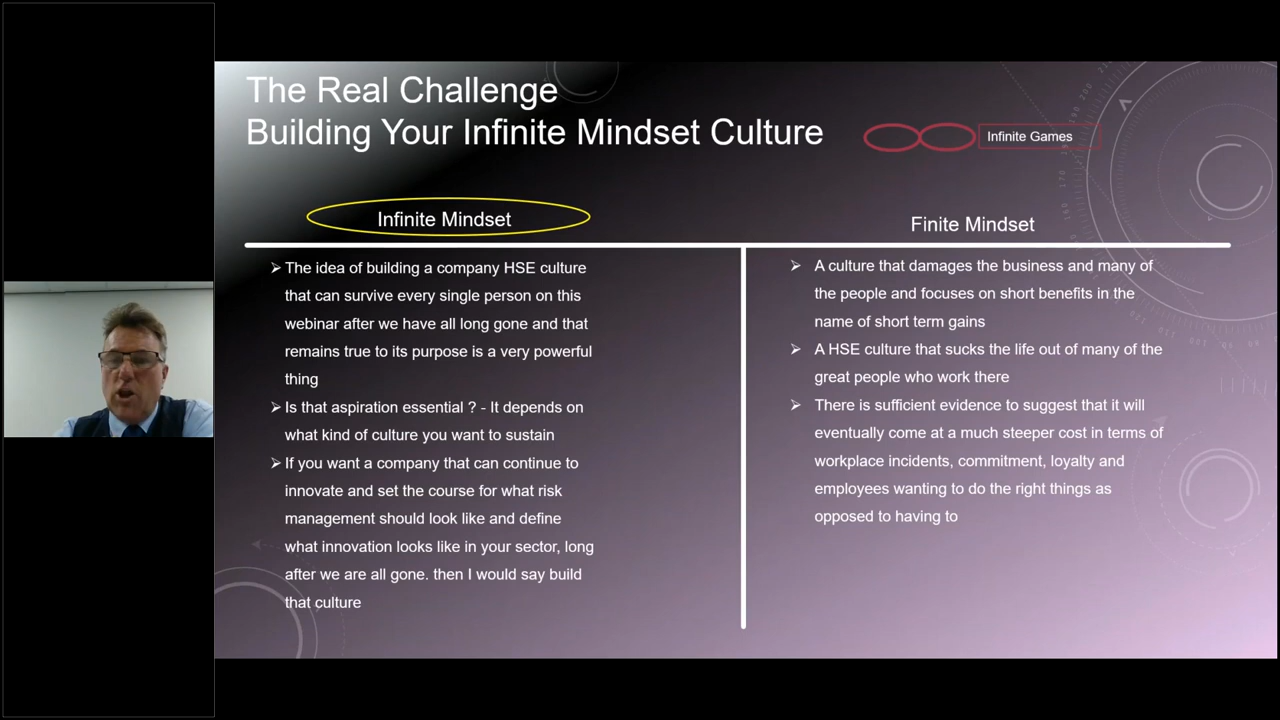 The Real Challenge
Building Your Infinite Mindset Culture
Infinite Games
Infinite Mindset
The idea of building a company HSE culture
that can survive every single person on this
webinar after we have all long gone and that
remains true to its purpose is a very powerful
thing
Is that aspiration essential ? - It depends on
what kind of culture you want to sustain
If you want a company that can continue to
innovate and set the course for what risk
management should look like and define
what innovation looks like in your sector, long
after we are all gone. then I would say build
that culture
Finite Mindset
A culture that damages the business and many of
the people and focuses on short benefits in the
name of short term gains
A HSE culture that sucks the life out of many of the
great people who work there
There is sufficient evidence to suggest that it will
eventually come at a much steeper cost in terms of
workplace incidents, commitment, loyalty and
employees wanting to do the right things as
opposed to having to